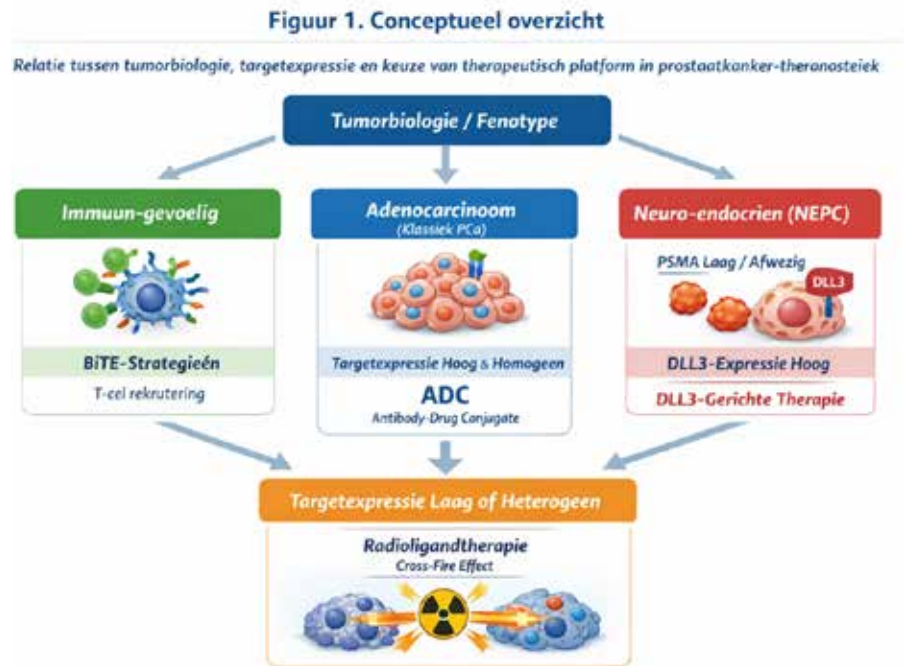 Figuur 1. Conceptueel overzicht
Relatie tussen tumorbiologie, targetexpressie en keuze van therapeutisch platform in prostaatkanker-theranosteiek
Tumorbiologie / Fenotype
Immuun-gevoelig
BiTE-Strategieén
T-cel rekrutering
Adenocarcinoom
(Klassiek PCa)
Targetexpressie Hoog & Homogeen
ADC
Antibody-Drug Conjugate
Neuro-endocrien (NEPC)
PSMA Laag / Afwezig
DLL3
DLL3-Expressie Hoog
DLL3-Gerichte Therapie
Targetexpressie Laag of Heterogeen
Radioligandtherapie
Cross-Fire Effect